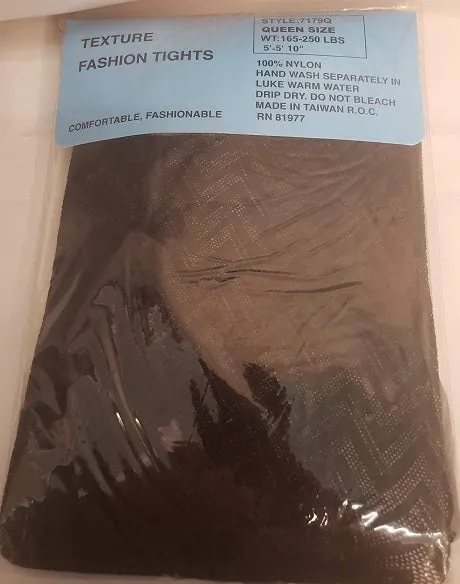 TEXTURE
FASHION TIGHTS
COMFORTABLE, FASHIONABLE
STYLE:7179Q
QUEEN SIZE
WT:165-250 LBS
5'-5' 10"
100% NYLON
HAND WASH SEPARATELY IN
LUKE WARM WATER
DRIP DRY. DO NOT BLEACH
MADE IN TAIWAN R.O.C.
RN 81977